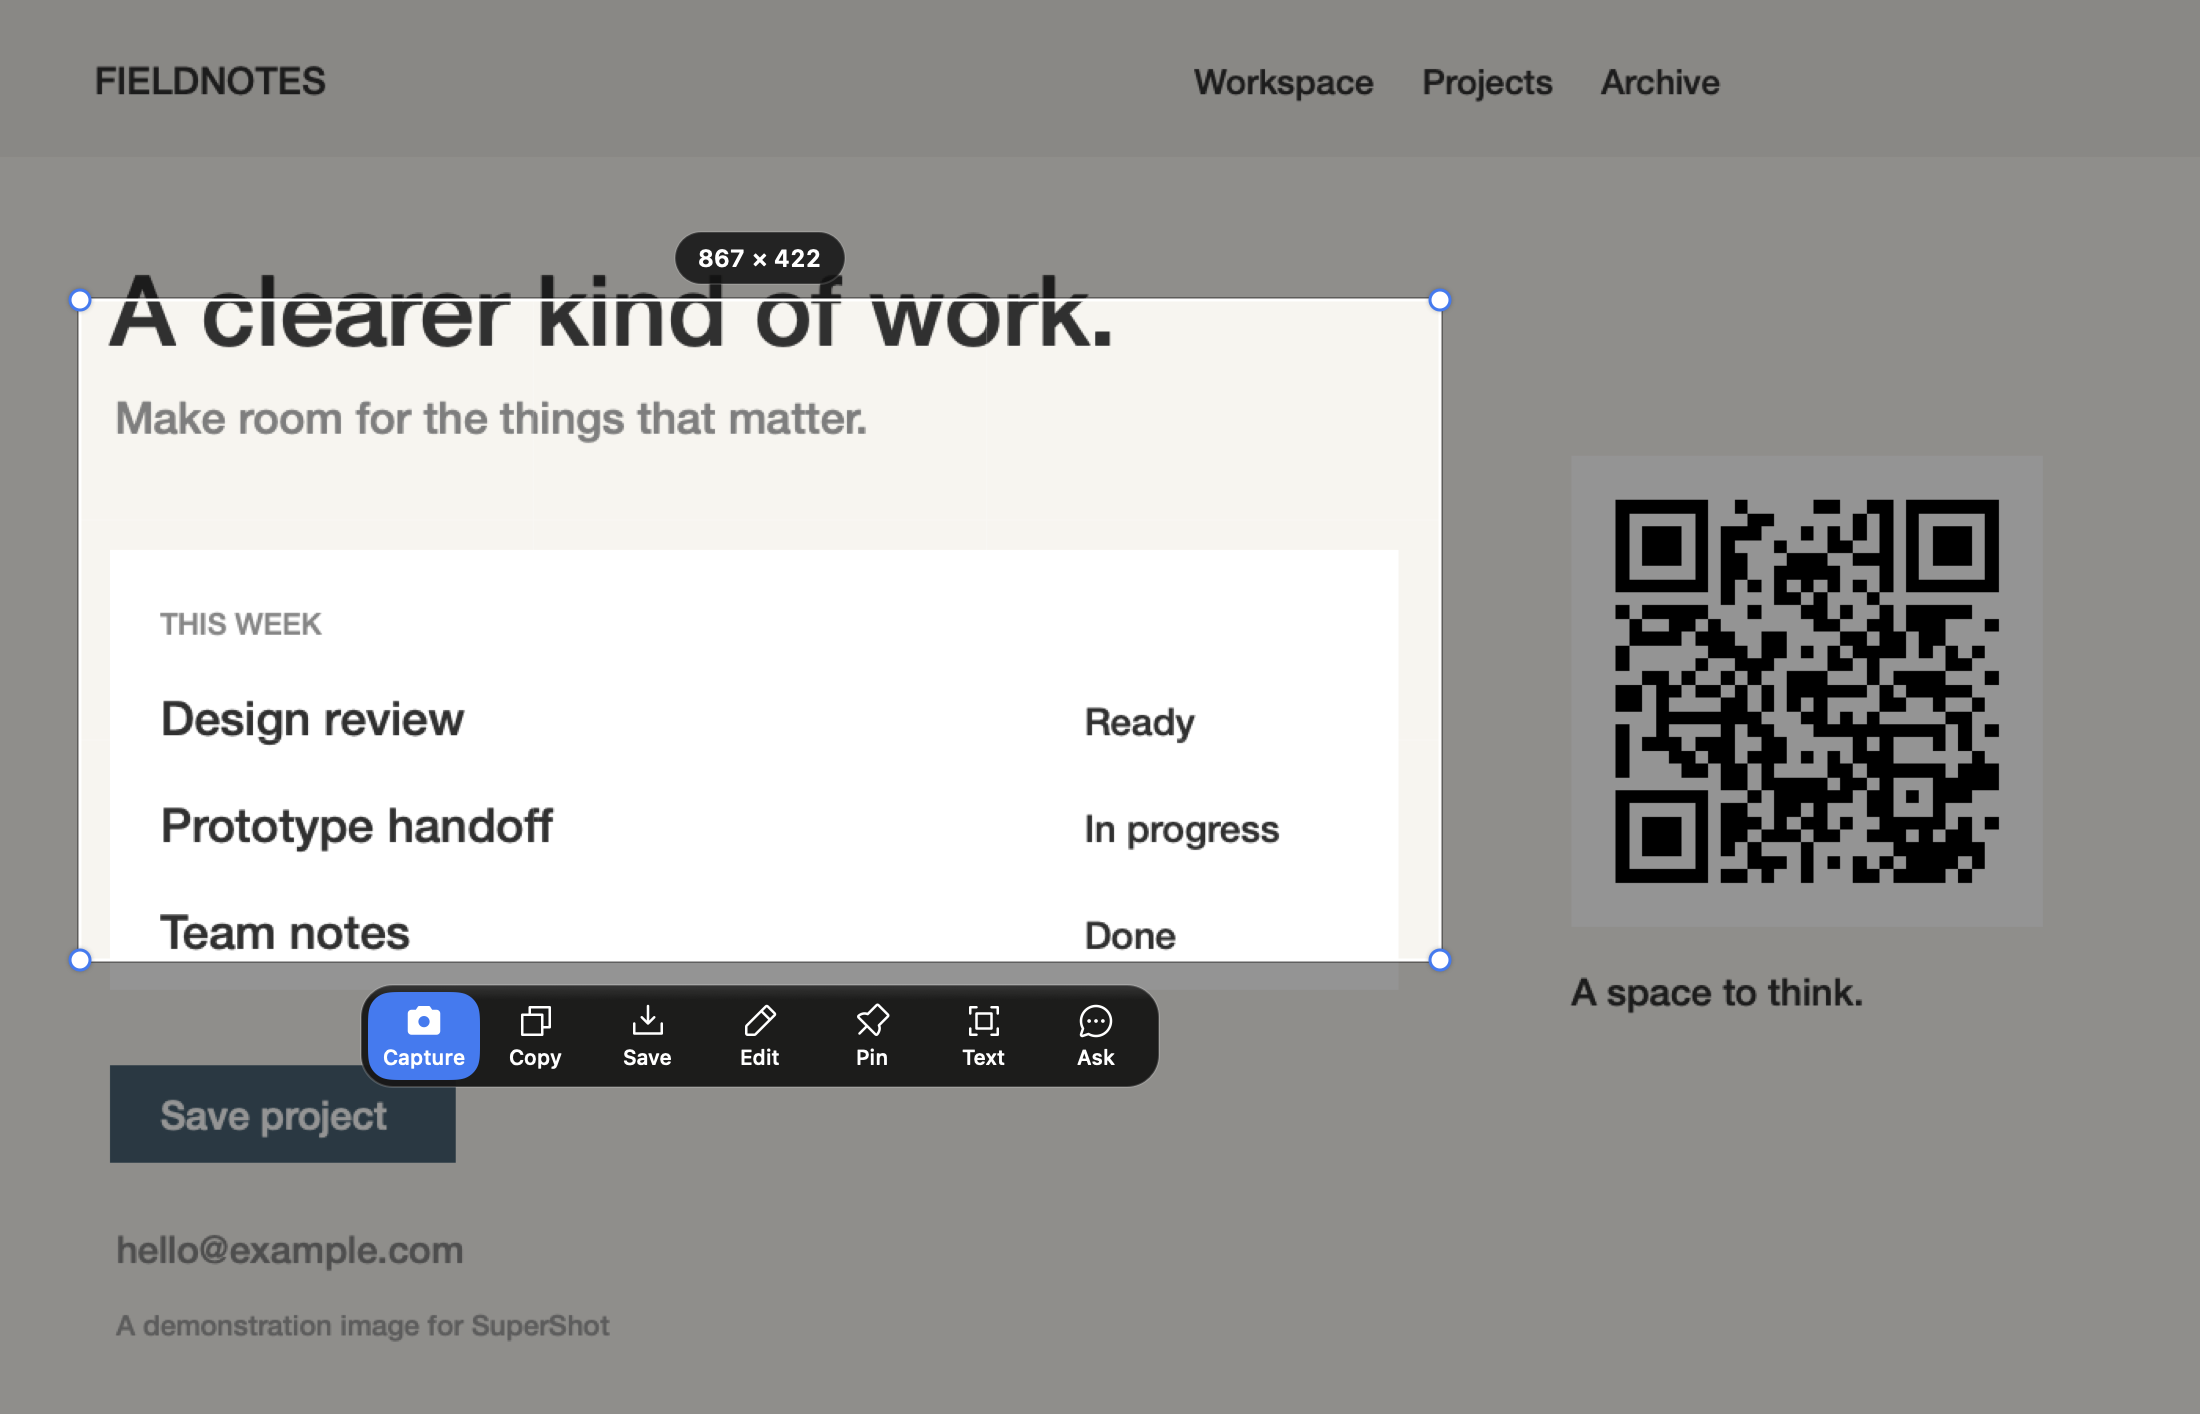 FIELDNOTES
Workspace Projects Archive
867 × 422
A clearer kind of work.
Make room for the things that matter.
THIS WEEK
Design review Ready
Prototype handoff In progress
Team notes Done
A space to think.
Capture Copy Save Edit Pin Text Ask
Save project
hello@example.com
A demonstration image for SuperShot